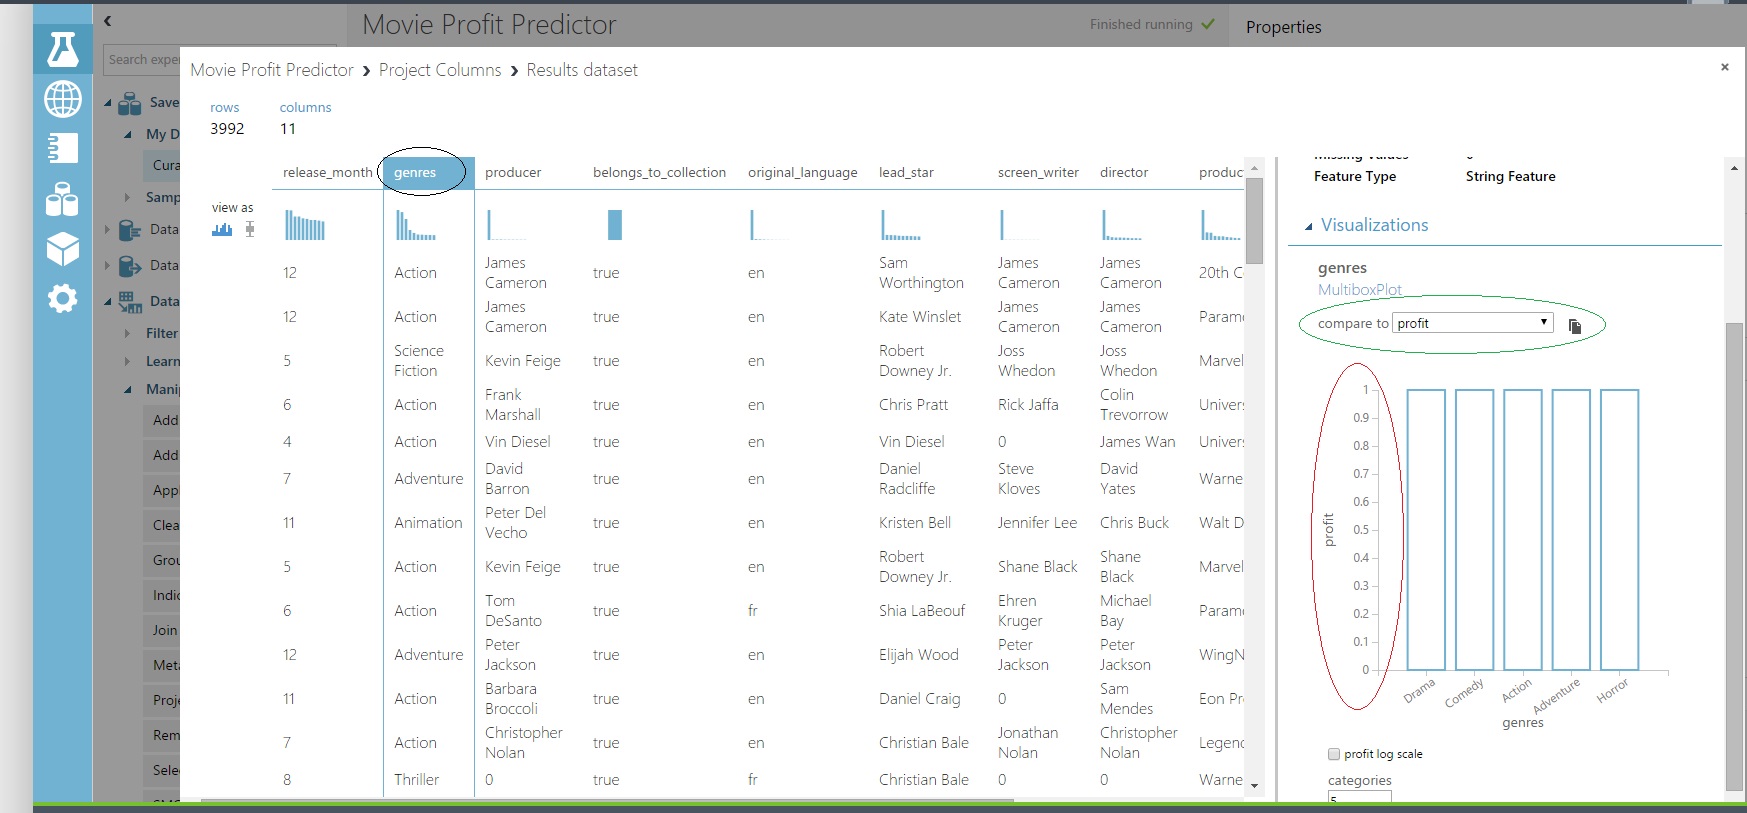 Movie Profit Predictor
Finished running
Properties
Search expe
Movie Profit Predictor ❯ Project Columns ❯ Results dataset
×
rows columns
3992 11
Save
My D
Cura
Samp
Data
Data
Data
Filter
Learn
Manip
Add
Add
Appl
Clea
Grou
Indic
Join
Meta
Proje
Rem
Selec
release_month genres producer belongs_to_collection original_language lead_star screen_writer director produc
view as
12 Action James Cameron true en Sam Worthington James Cameron James Cameron 20th C
12 Action James Cameron true en Kate Winslet James Cameron James Cameron Paramo
5 Science Fiction Kevin Feige true en Robert Downey Jr. Joss Whedon Joss Whedon Marvel
6 Action Frank Marshall true en Chris Pratt Rick Jaffa Colin Trevorrow Univers
4 Action Vin Diesel true en Vin Diesel 0 James Wan Univers
7 Adventure David Barron true en Daniel Radcliffe Steve Kloves David Yates Warne
11 Animation Peter Del Vecho true en Kristen Bell Jennifer Lee Chris Buck Walt D
5 Action Kevin Feige true en Robert Downey Jr. Shane Black Shane Black Marvel
6 Action Tom DeSanto true fr Shia LaBeouf Ehren Kruger Michael Bay Paramo
12 Adventure Peter Jackson true en Elijah Wood Peter Jackson Peter Jackson WingN
11 Action Barbara Broccoli true en Daniel Craig 0 Sam Mendes Eon Pr
7 Action Christopher Nolan true en Christian Bale Jonathan Nolan Christopher Nolan Legenc
8 Thriller 0 true fr Christian Bale 0 0 Warne
Missing Values 0
Feature Type String Feature
Visualizations
genres
MultiboxPlot
compare to profit
1
0.9
0.8
0.7
0.6
0.5
0.4
0.3
0.2
0.1
0
profit
Drama Comedy Action Adventure Horror
genres
profit log scale
categories
5